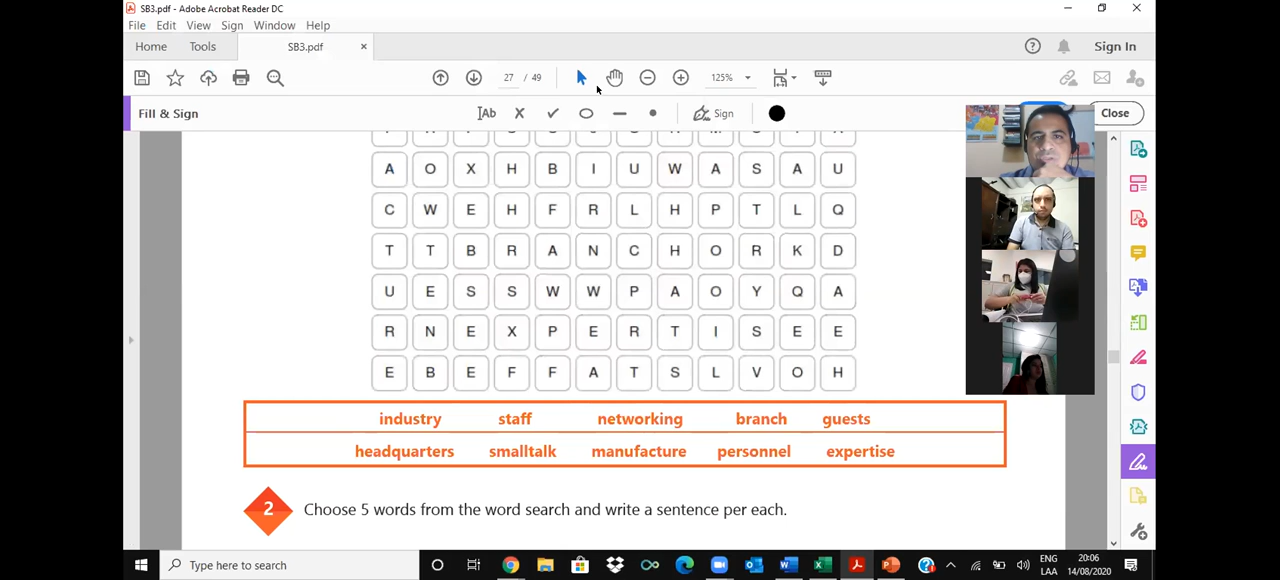 SB3.pdf - Adobe Acrobat Reader DC
File Edit View Sign Window Help
Home Tools SB3.pdf × Sign In
27 / 49 125%
Fill & Sign Ab Sign Close
A O X H B I U W A S A U
C W E H F R L H P T L Q
T T B R A N C H O R K D
U E S S W W P A O Y Q A
R N E X P E R T I S E E
E B E F F A T S L V O H
industry staff networking branch guests
headquarters smalltalk manufacture personnel expertise
2 Choose 5 words from the word search and write a sentence per each.
Type here to search
ENG 20:06
LAA 14/08/2020